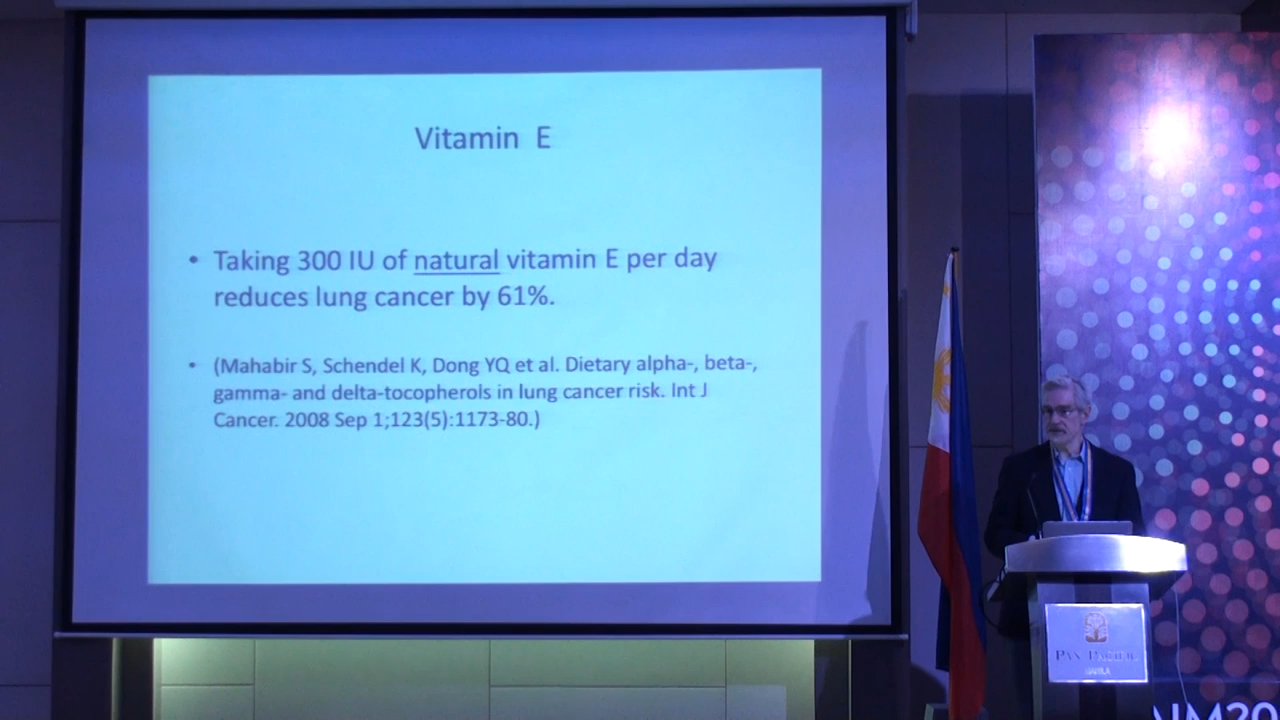 Vitamin E
• Taking 300 IU of natural vitamin E per day
reduces lung cancer by 61%.
• (Mahabir S, Schendel K, Dong YQ et al. Dietary alpha-, beta-,
gamma- and delta-tocopherols in lung cancer risk. Int J
Cancer. 2008 Sep 1;123(5):1173-80.)
PAN PACIFIC